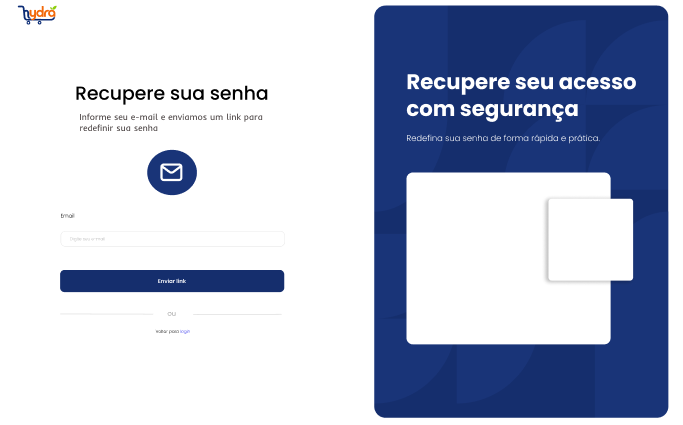 hydro
Recupere sua senha
Informe seu e-mail e enviamos um link para
redefinir sua senha
Email
Digite seu e-mail
Enviar link
OU
Voltar para login
Recupere seu acesso
com segurança
Redefina sua senha de forma rápida e prática.